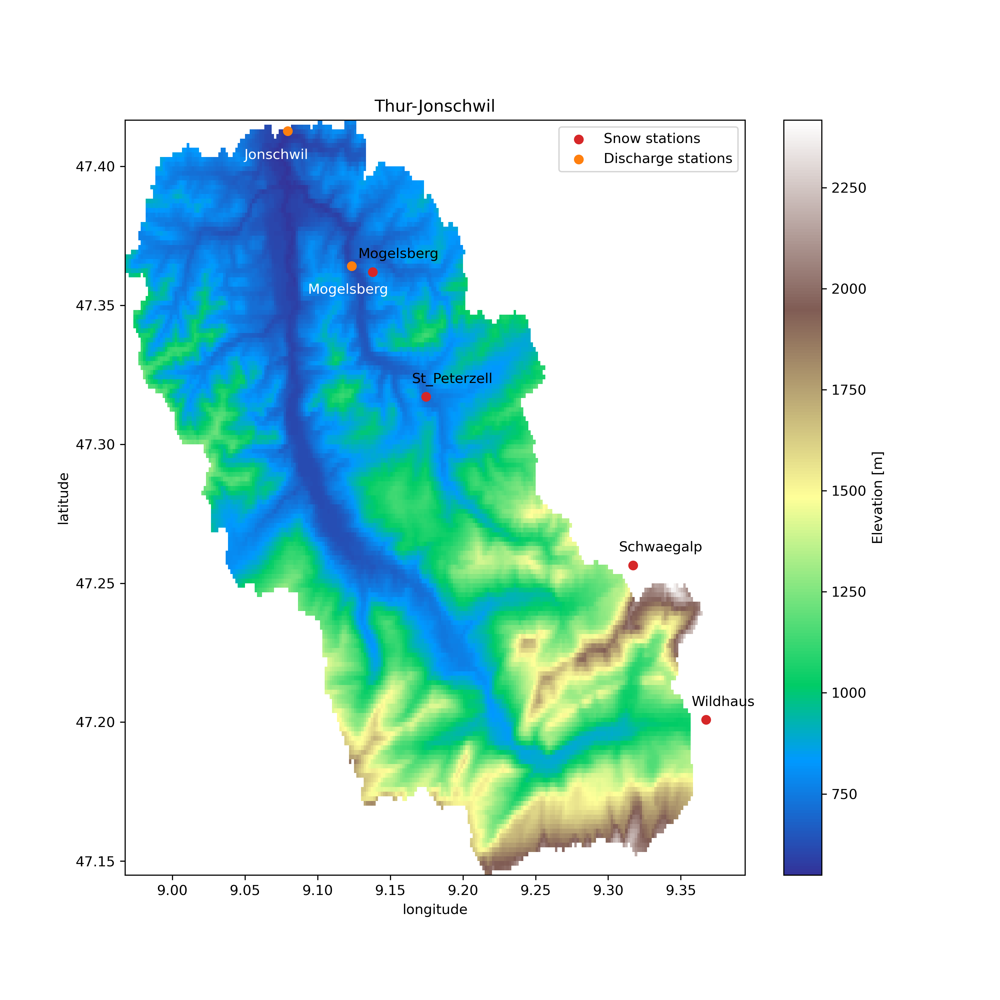 Thur-Jonschwil
Snow stations
Discharge stations
Jonschwil
Mogelsberg
Mogelsberg
St_Peterzell
Schwaegalp
Wildhaus
47.40
47.35
47.30
47.25
47.20
47.15
latitude
9.00 9.05 9.10 9.15 9.20 9.25 9.30 9.35
longitude
2250
2000
1750
1500
1250
1000
750
Elevation [m]